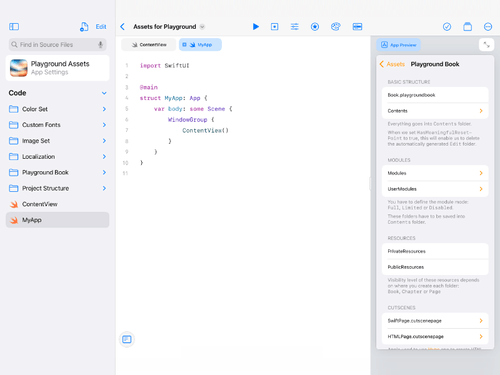 Edit
Assets for Playground
Find in Source Files
Playground Assets
App Settings
Code
Color Set
Custom Fonts
Image Set
Localization
Playground Book
Project Structure
ContentView
MyApp
ContentView
MyApp
1 import SwiftUI
2
3 @main
4 struct MyApp: App {
5 var body: some Scene {
6 WindowGroup {
7 ContentView()
8 }
9 }
10 }
11
App Preview
Assets
Playground Book
BASIC STRUCTURE
Book.playgroundbook
Contents
Everything goes into Contents folder.
When we set
to true, this will enable us to delete
the automatically generated Edit folder.
MODULES
Modules
UserModules
You have to define the module mode:
Full, Limited or Disabled
These folders have to be saved into
Contents folder.
RESOURCES
PrivateResources
PublicResources
Visibility level of these resources depends
on where you create each folder:
Book, Chapter or Page
CUTSCENES
SwiftPage.cutscenepage
HTMLPage.cutscenepage